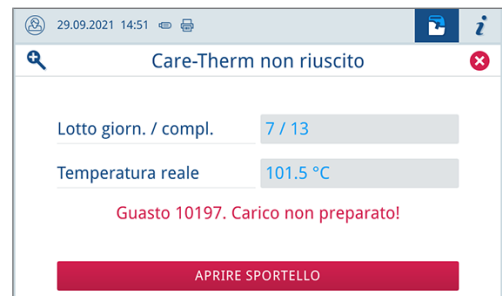 29.09.2021 14:51
i
Care-Therm non riuscito
Lotto giorn. / compl. 7 / 13
Temperatura reale 101.5 °C
Guasto 10197. Carico non preparato!
APRIRE SPORTELLO